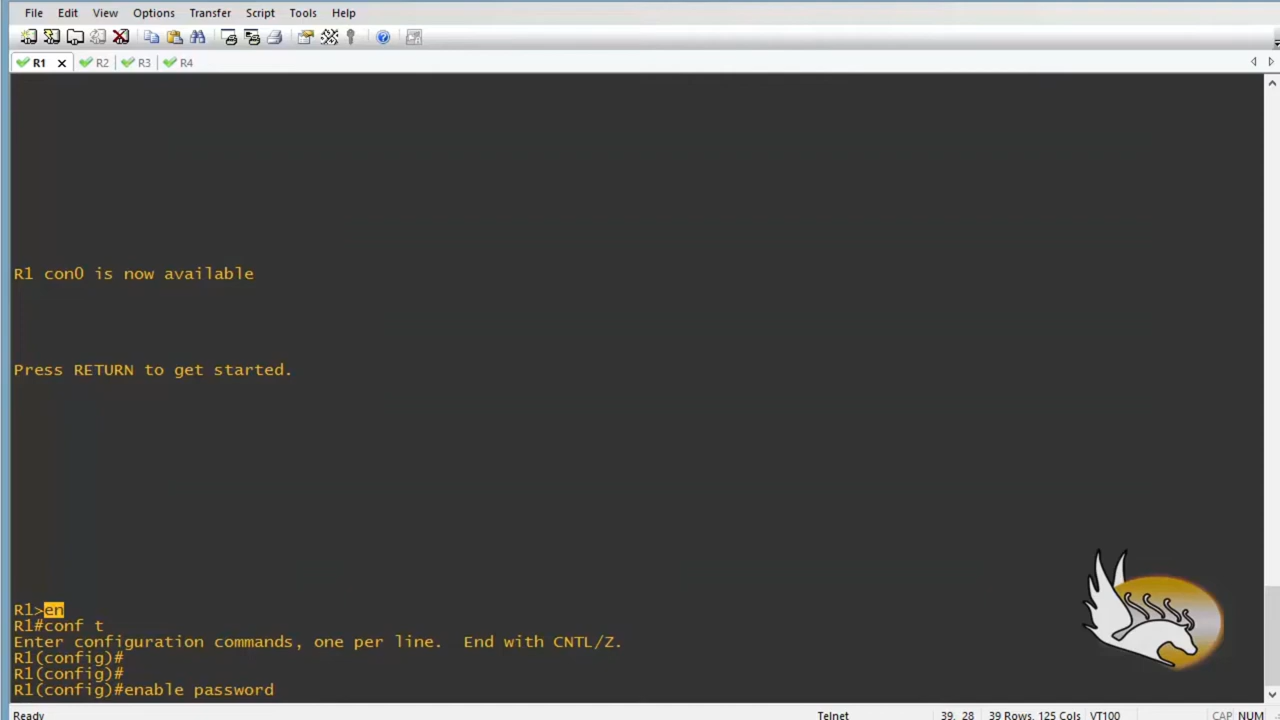 File Edit View Options Transfer Script Tools Help
R1 R2 R3 R4
R1 con0 is now available
Press RETURN to get started.
R1>en
R1#conf t
Enter configuration commands, one per line.  End with CNTL/Z.
R1(config)#
R1(config)#
R1(config)#enable password
Ready Telnet 39, 28 39 Rows, 125 Cols VT100 CAP NUM